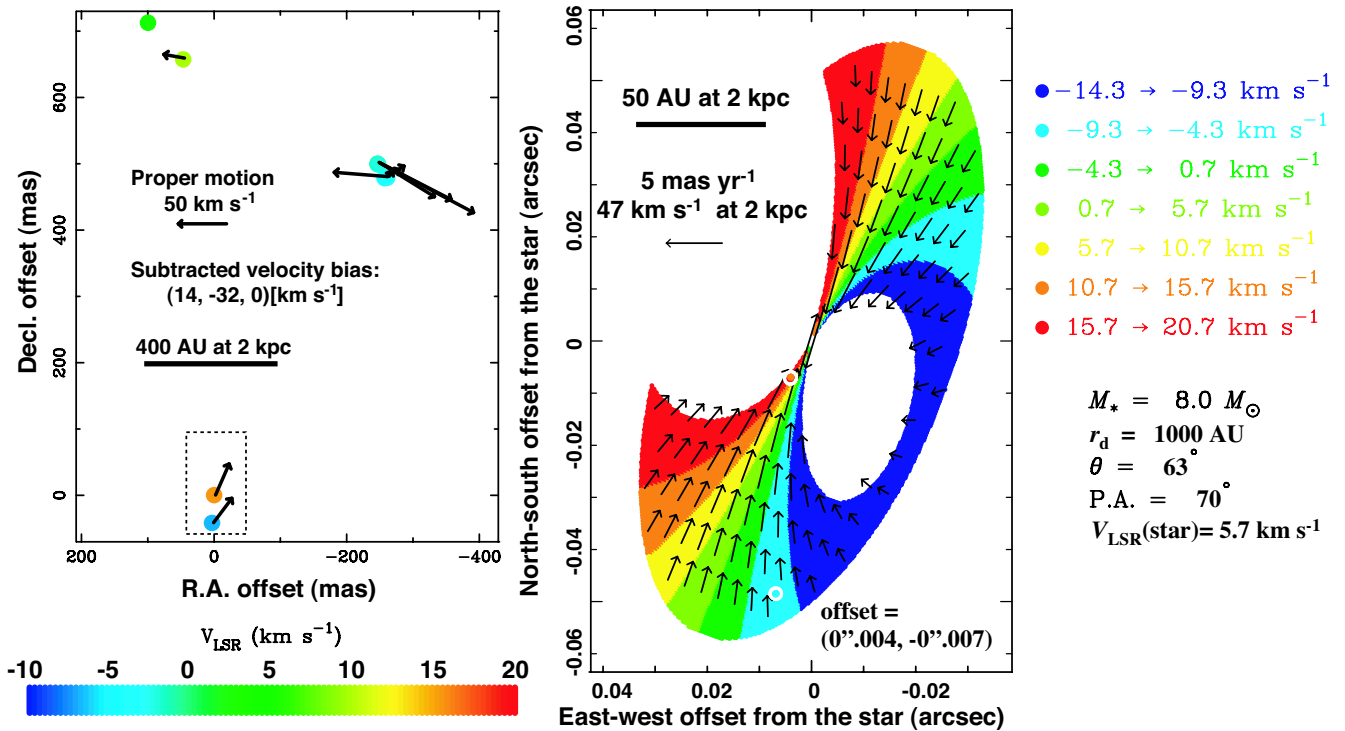 600
400
200
0
Decl. offset (mas)
Proper motion
50 km s⁻¹
Subtracted velocity bias:
(14, -32, 0)[km s⁻¹]
400 AU at 2 kpc
200
0
−200
−400
R.A. offset (mas)
V_LSR (km s⁻¹)
-10
-5
0
5
10
15
20
0.06
0.04
0.02
0
-0.02
-0.04
-0.06
North-south offset from the star (arcsec)
50 AU at 2 kpc
5 mas yr⁻¹
47 km s⁻¹ at 2 kpc
offset =
(0”.004, -0”.007)
0.04
0.02
0
-0.02
East-west offset from the star (arcsec)
−14.3 → −9.3 km s⁻¹
−9.3 → −4.3 km s⁻¹
−4.3 → 0.7 km s⁻¹
0.7 → 5.7 km s⁻¹
5.7 → 10.7 km s⁻¹
10.7 → 15.7 km s⁻¹
15.7 → 20.7 km s⁻¹
M* = 8.0 M⊙
r_d = 1000 AU
θ = 63°
P.A. = 70°
V_LSR(star)= 5.7 km s⁻¹